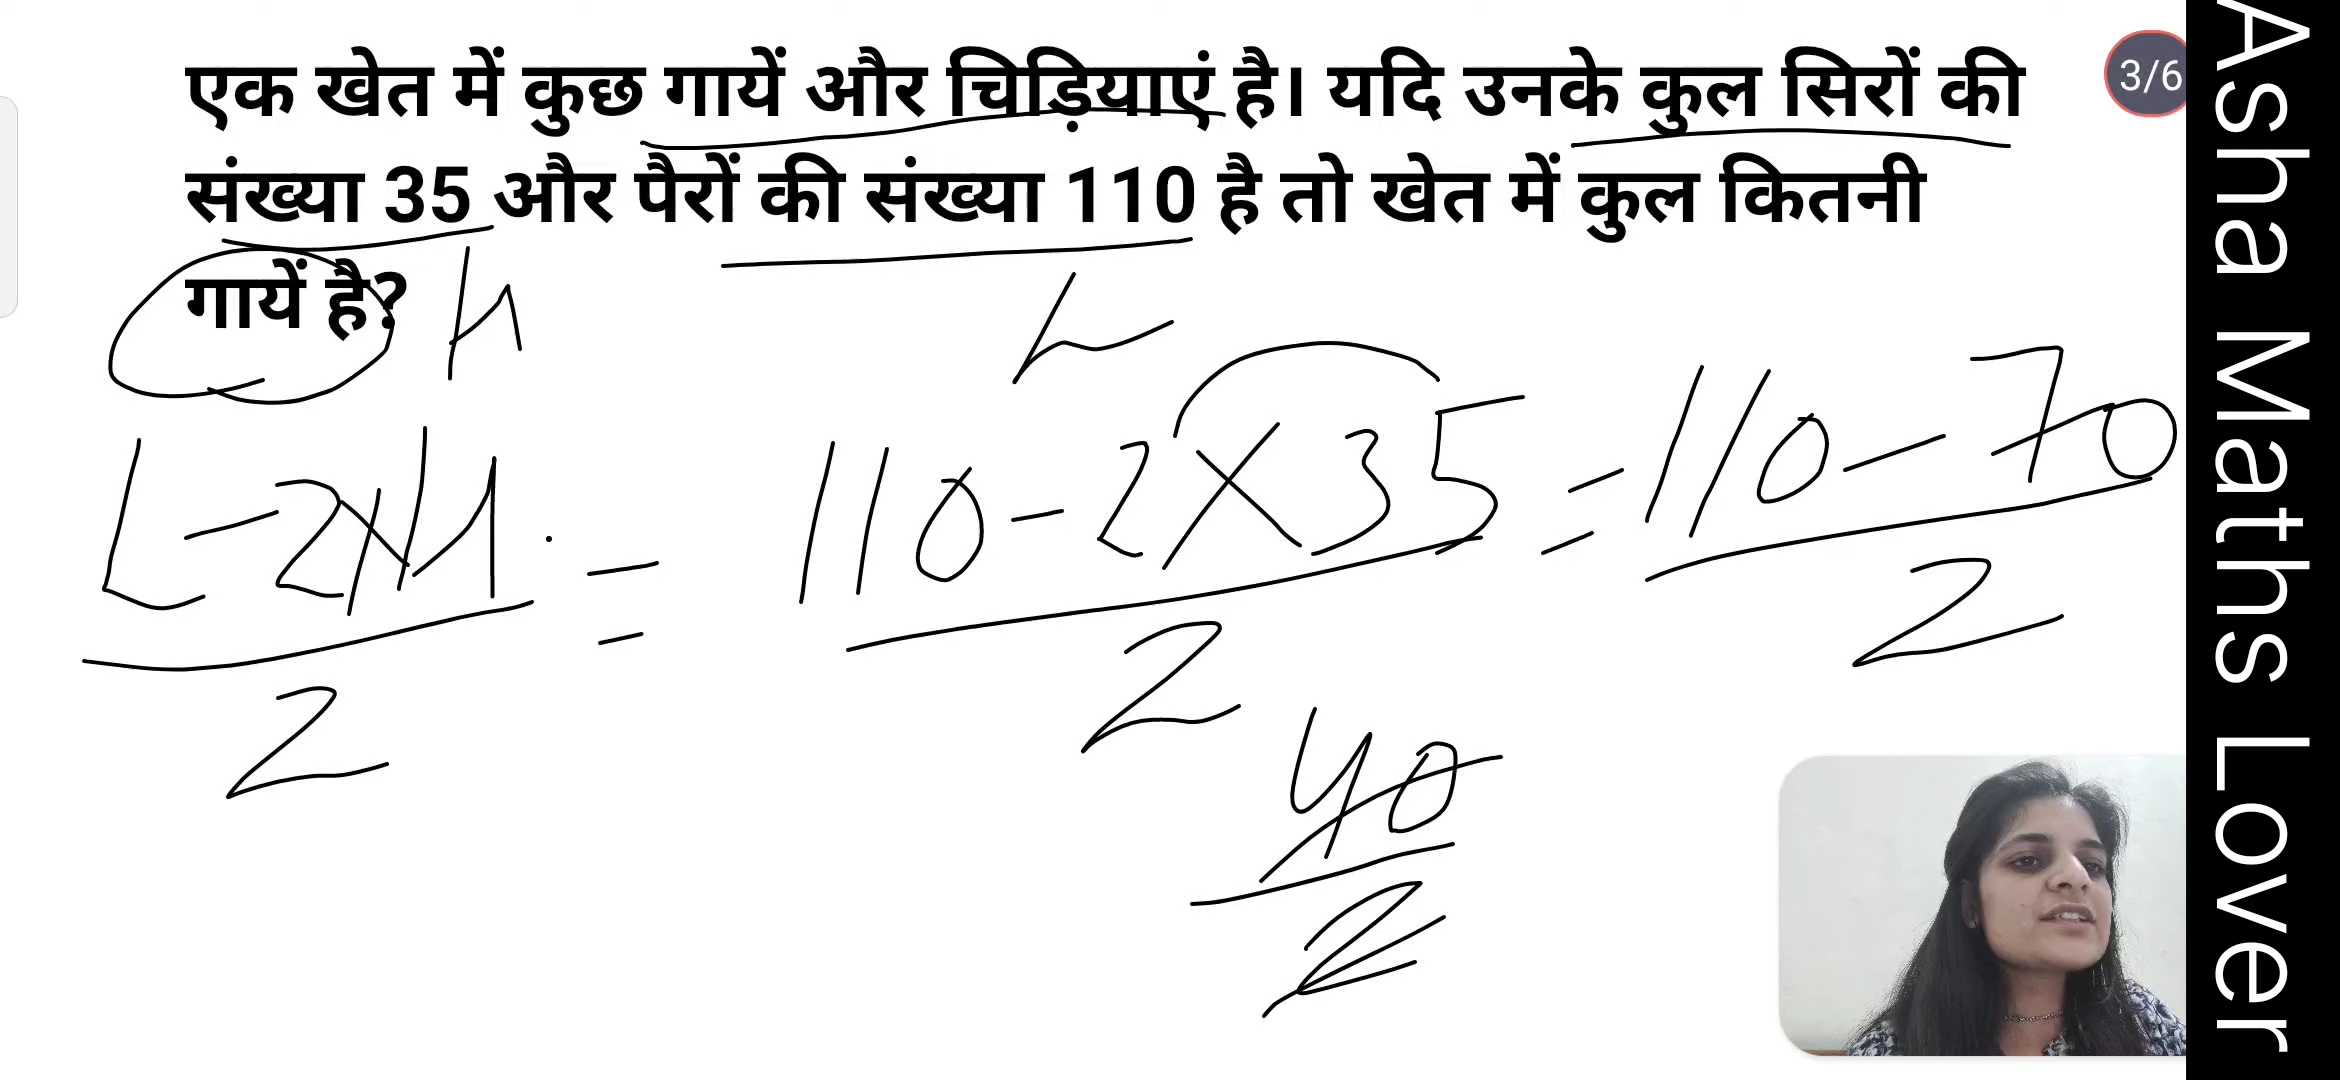 एक खेत में कुछ गायें और चिड़ियाएं है। यदि उनके कुल सिरों की
संख्या 35 और पैरों की संख्या 110 है तो खेत में कुल कितनी
गायें है? H
L
L-2×H/2 = 110-2×35/2 = 110-70/2
40/2
3/6
Asha Maths Lover